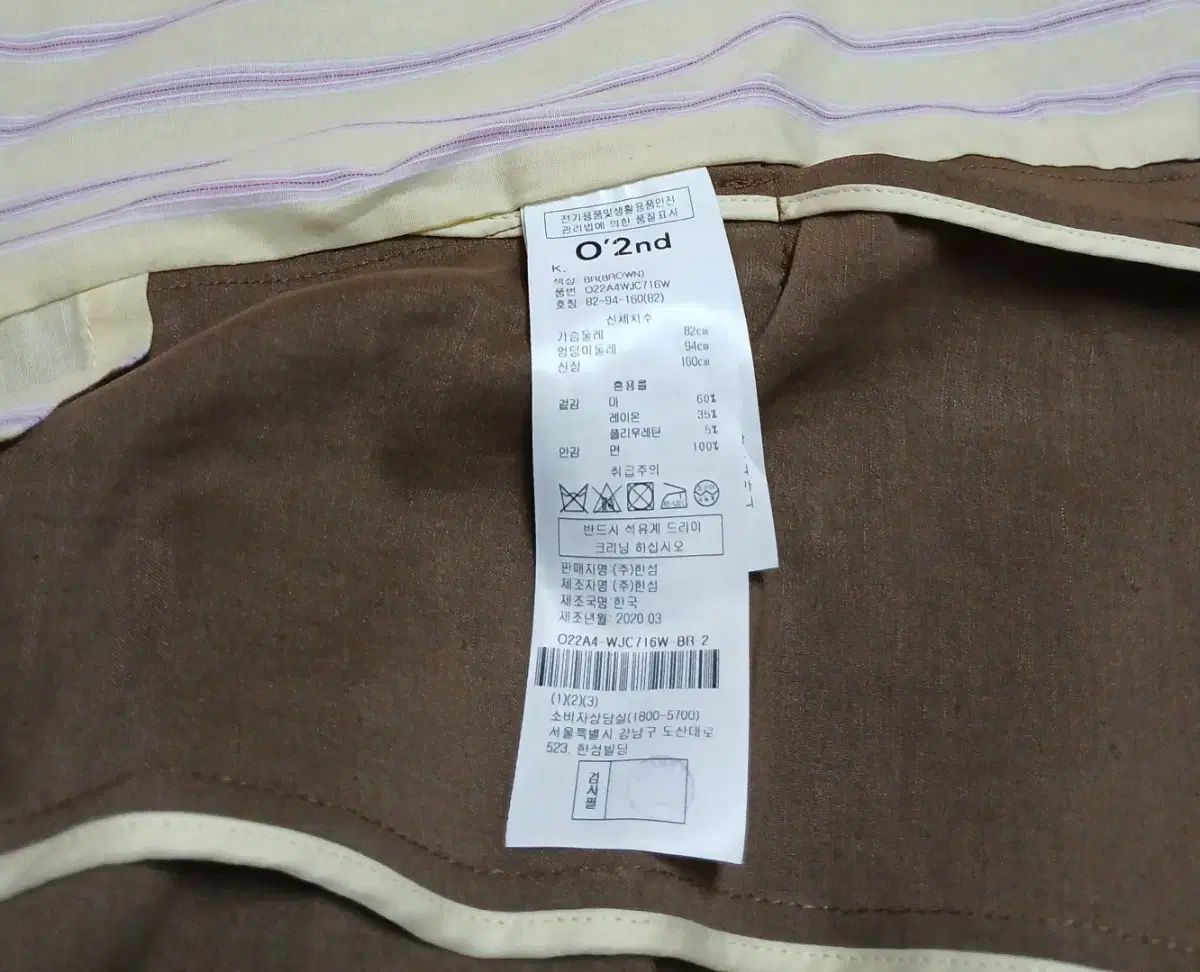 전기용품및생활용품안전
관리법에 의한 품질표시
O'2nd
K.
색상: BR(BROWN)
품번: O22A4WJC716W
호칭: 82-94-160(82)
신체치수
가슴둘레 82cm
엉덩이둘레 94cm
신장 160cm
혼용률
겉감 마 60%
레이온 35%
폴리우레탄 5%
안감 면 100%
취급주의
반드시 석유계 드라이
크리닝 하십시오
판매자명 (주)한섬
제조자명 (주)한섬
제조국명 한국
제조년월: 2020 03
O22A4-WJC716W-BR-2
(1)(2)(3)
소비자상담실(1800-5700)
서울특별시 강남구 도산대로
523, 한섬빌딩
검사필